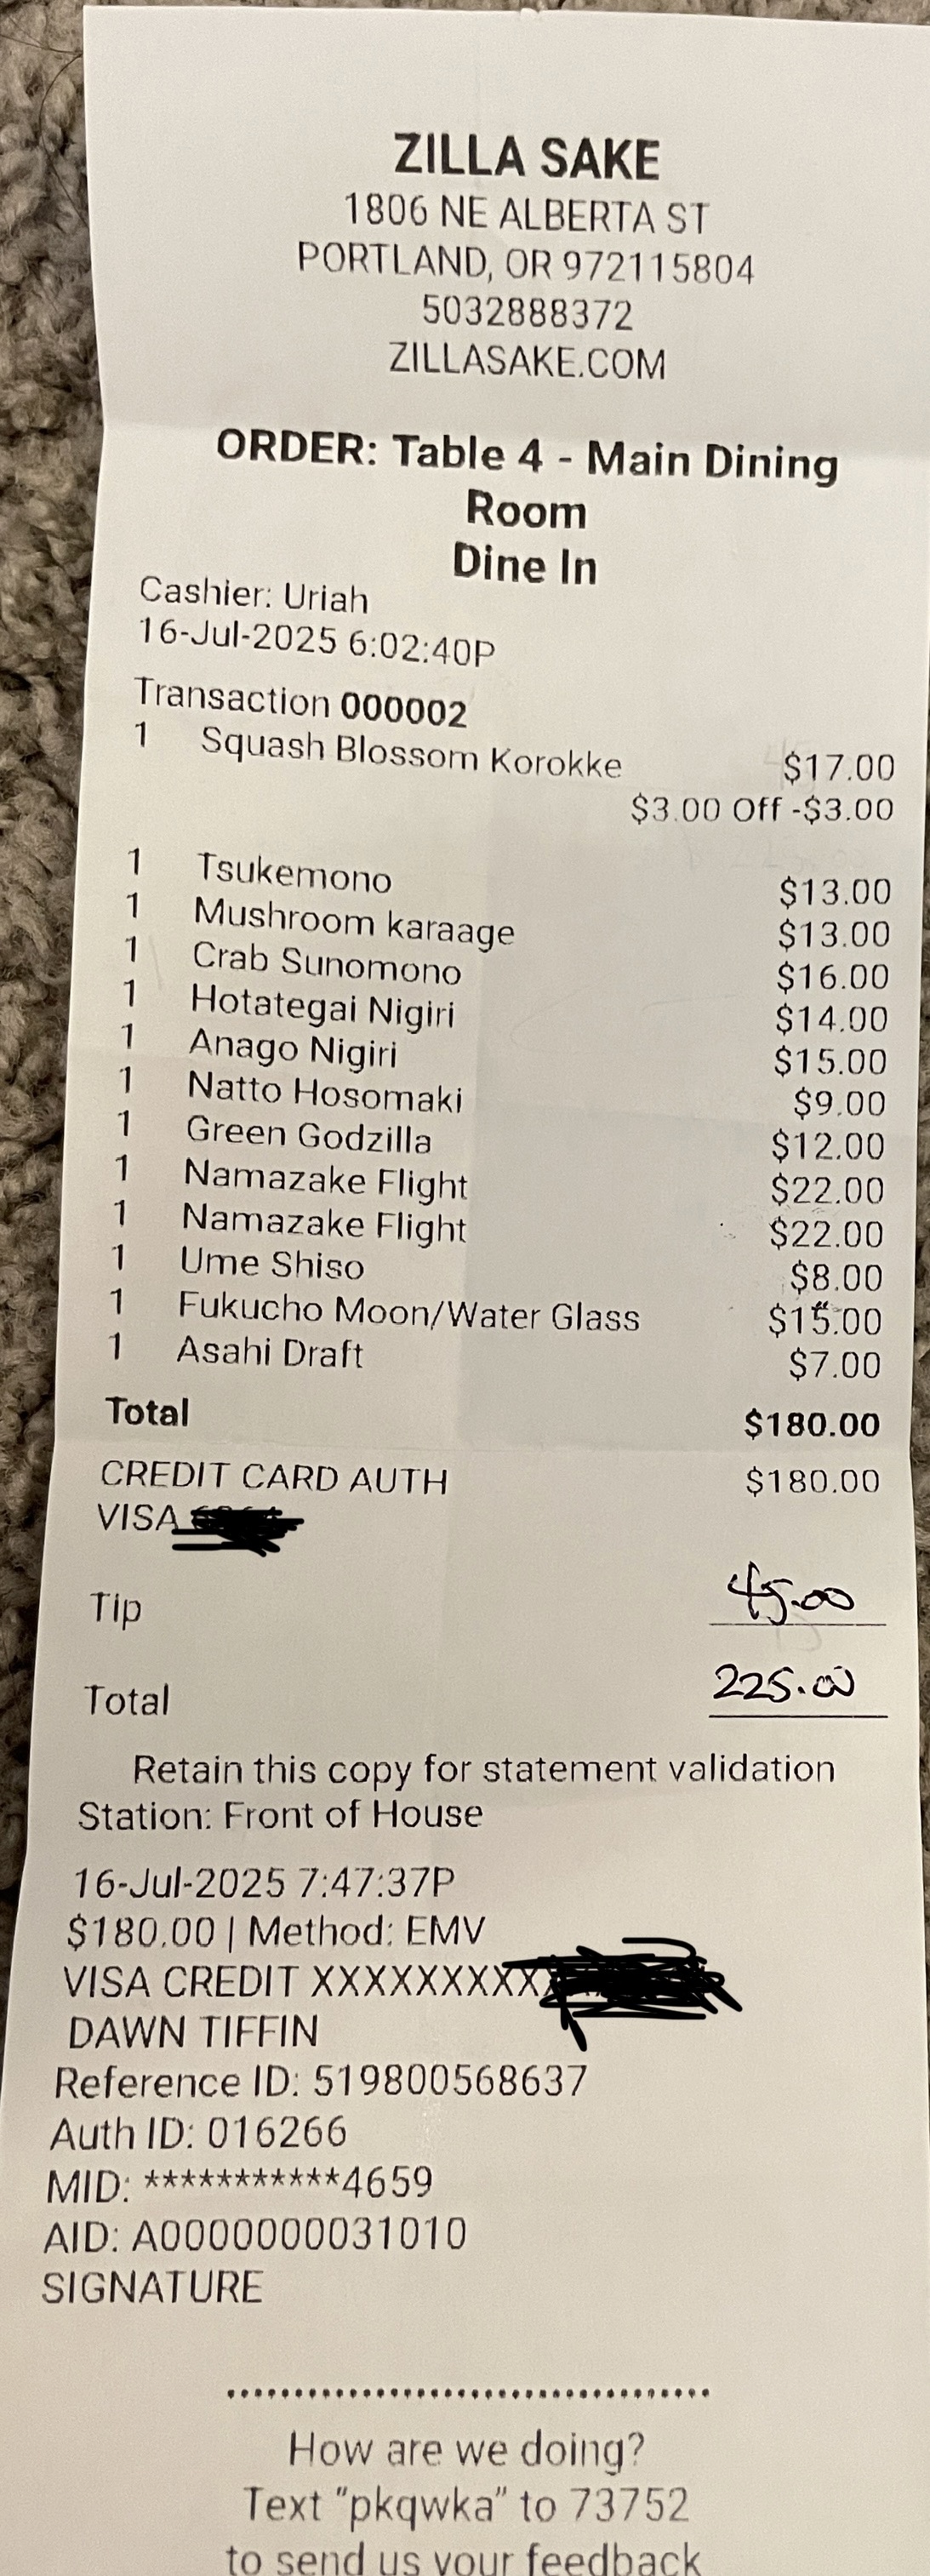 ZILLA SAKE
1806 NE ALBERTA ST
PORTLAND, OR 972115804
5032888372
ZILLASAKE.COM
ORDER: Table 4 - Main Dining
Room
Dine In
Cashier: Uriah
16-Jul-2025 6:02:40P
Transaction 000002
1 Squash Blossom Korokke $17.00
$3.00 Off -$3.00
1 Tsukemono $13.00
1 Mushroom karaage $13.00
1 Crab Sunomono $16.00
1 Hotategai Nigiri $14.00
1 Anago Nigiri $15.00
1 Natto Hosomaki $9.00
1 Green Godzilla $12.00
1 Namazake Flight $22.00
1 Namazake Flight $22.00
1 Ume Shiso $8.00
1 Fukucho Moon/Water Glass $15.00
1 Asahi Draft $7.00
Total $180.00
CREDIT CARD AUTH $180.00
VISA
Tip 45.00
Total 225.00
Retain this copy for statement validation
Station: Front of House
16-Jul-2025 7:47:37P
$180.00 | Method: EMV
VISA CREDIT XXXXXXXXXX
DAWN TIFFIN
Reference ID: 519800568637
Auth ID: 016266
MID: ***********4659
AID: A0000000031010
SIGNATURE
How are we doing?
Text "pkqwka" to 73752
to send us your feedback